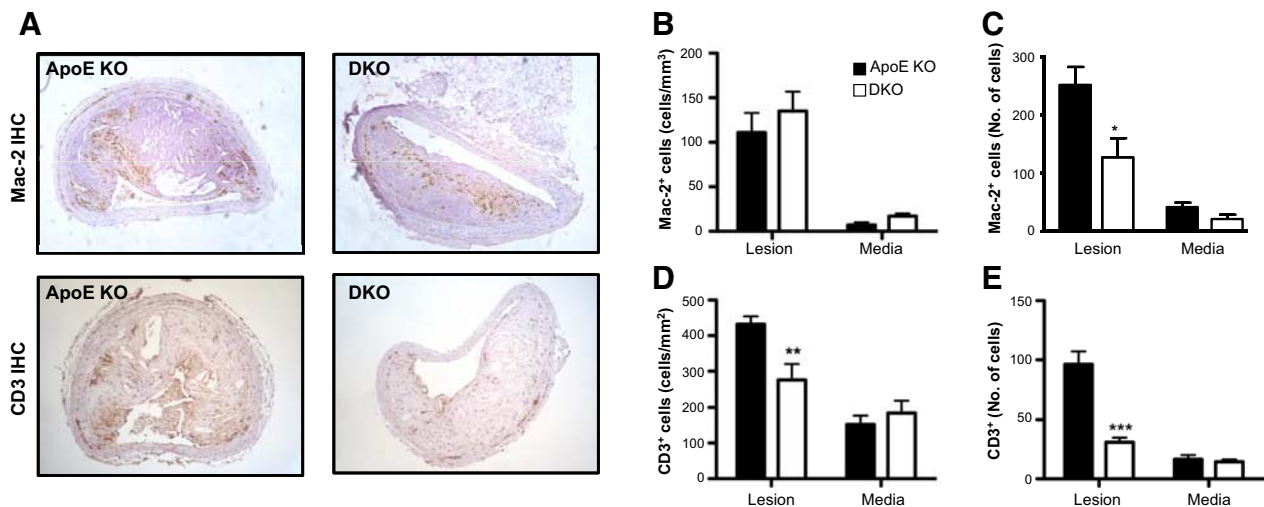 A
ApoE KO
DKO
Mac-2 IHC
ApoE KO
DKO
CD3 IHC
B
Mac-2⁺ cells (cells/mm³)
200
150
100
50
0
ApoE KO
DKO
Lesion
Media
C
Mac-2⁺ cells (No. of cells)
300
200
100
0
*
Lesion
Media
D
CD3⁺ cells (cells/mm²)
500
400
300
200
100
0
**
Lesion
Media
E
CD3⁺ (No. of cells)
150
100
50
0
***
Lesion
Media